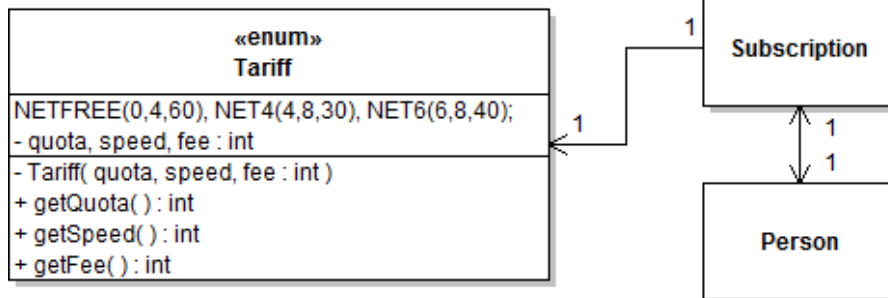 «enum»
Tariff
NETFREE(0,4,60), NET4(4,8,30), NET6(6,8,40);
- quota, speed, fee : int
- Tariff( quota, speed, fee : int )
+ getQuota( ) : int
+ getSpeed( ) : int
+ getFee( ) : int
1
1
Subscription
1
1
Person